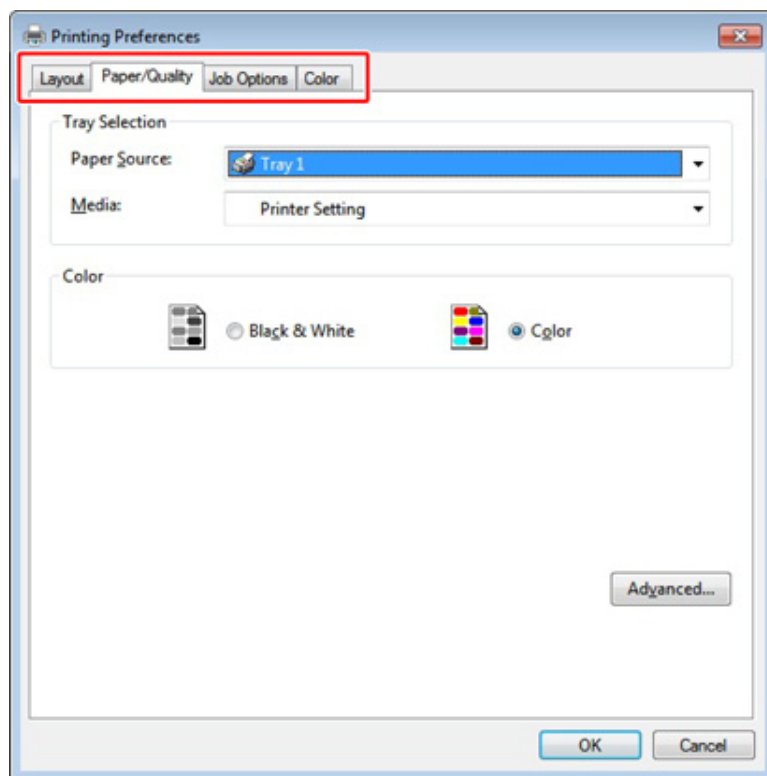 Printing Preferences
Layout Paper/Quality Job Options Color
Tray Selection
Paper Source: Tray 1
Media: Printer Setting
Color
Black & White Color
Advanced...
OK Cancel